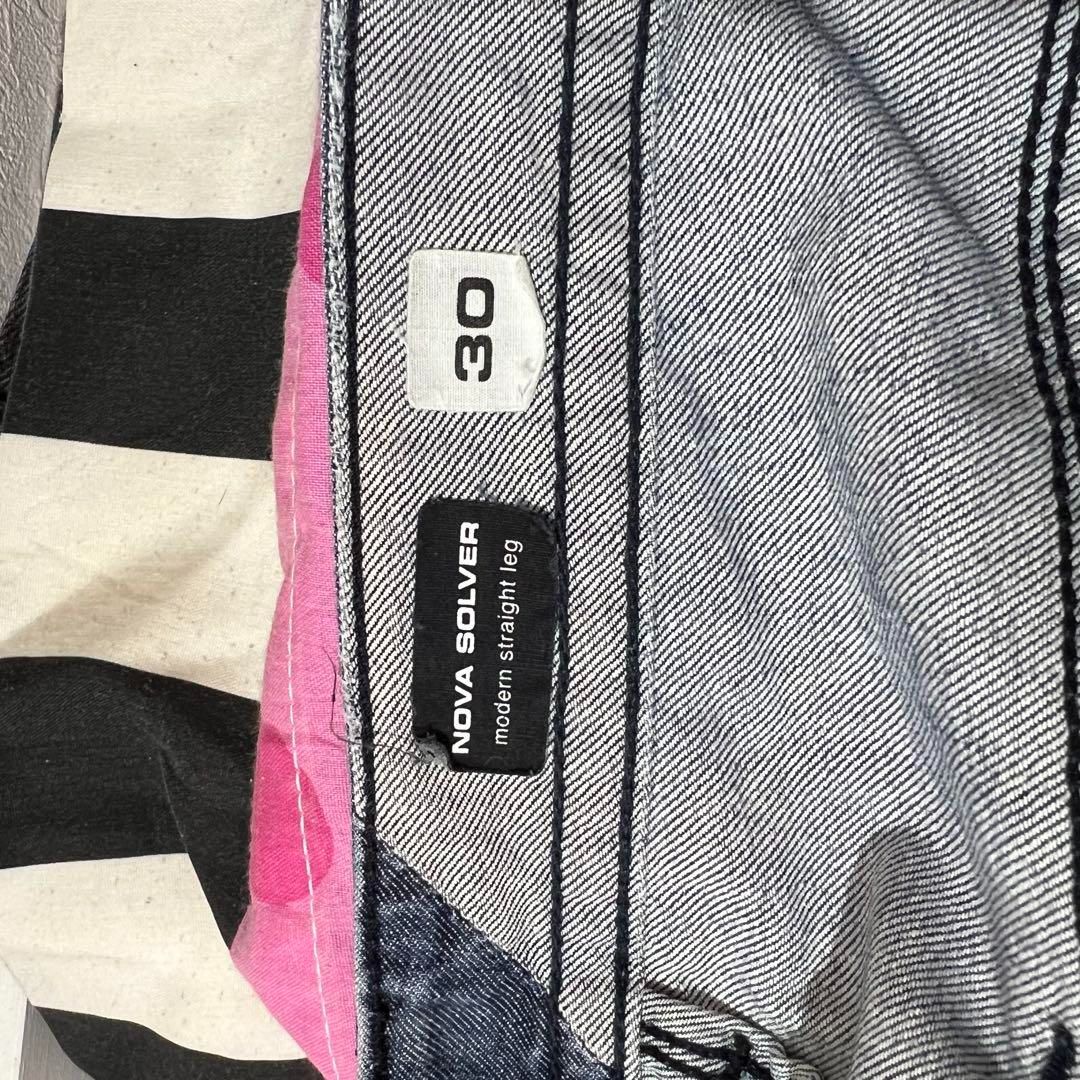 30
NOVA SOLVER
modern straight leg